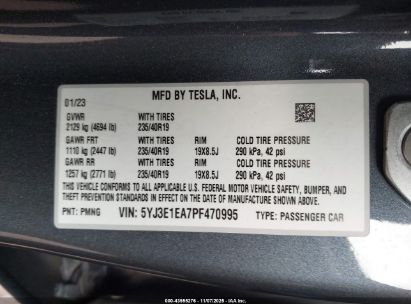 MFD BY TESLA, INC.
01/23
GVWR WITH TIRES
2129 kg (4694 lb) 235/40R19
GAWR FRT WITH TIRES RIM COLD TIRE PRESSURE
1110 kg (2447 lb) 235/40R19 19X8.5J 290 kPa, 42 psi
GAWR RR WITH TIRES RIM COLD TIRE PRESSURE
1257 kg (2771 lb) 235/40R19 19X8.5J 290 kPa, 42 psi
THIS VEHICLE CONFORMS TO ALL APPLICABLE U.S. FEDERAL MOTOR VEHICLE SAFETY, BUMPER, AND
THEFT PREVENTION STANDARDS IN EFFECT ON THE DATE OF MANUFACTURE SHOWN ABOVE.
PNT: PMNG VIN: 5YJ3E1EA7PF470995 TYPE: PASSENGER CAR